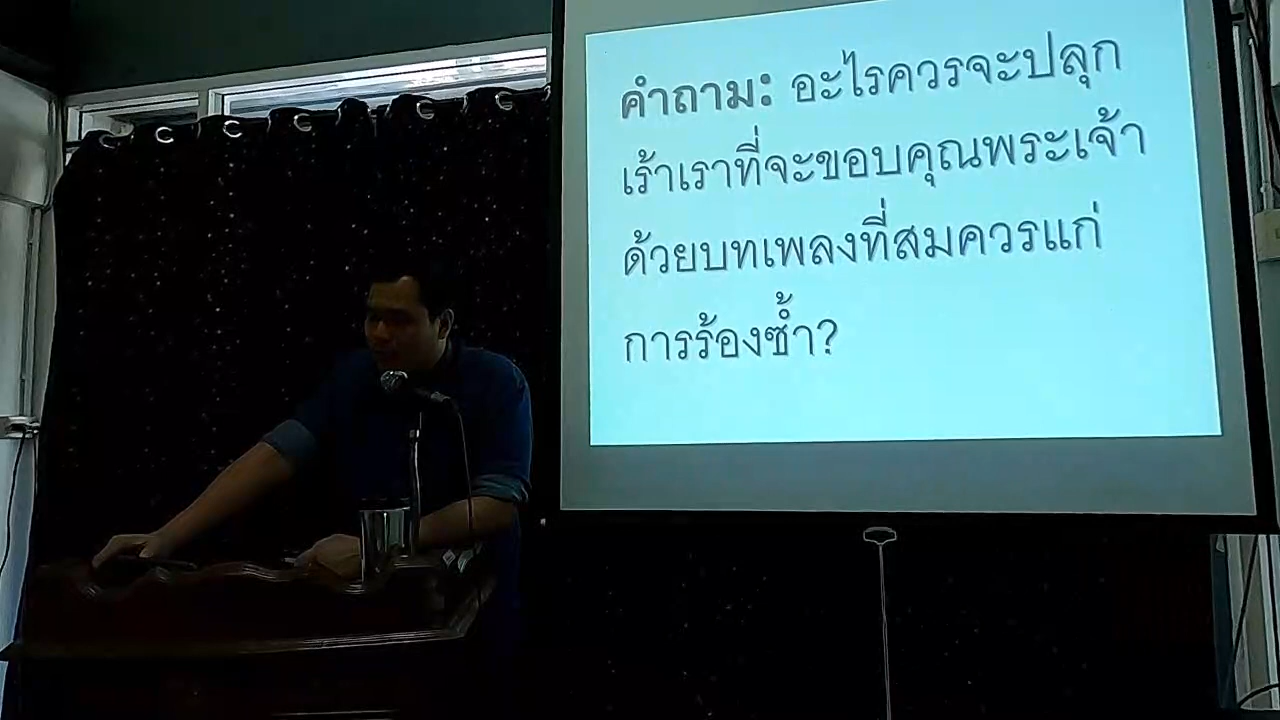 คำถาม: อะไรควรจะปลุก
เร้าเราที่จะขอบคุณพระเจ้า
ด้วยบทเพลงที่สมควรแก่
การร้องซ้ำ?